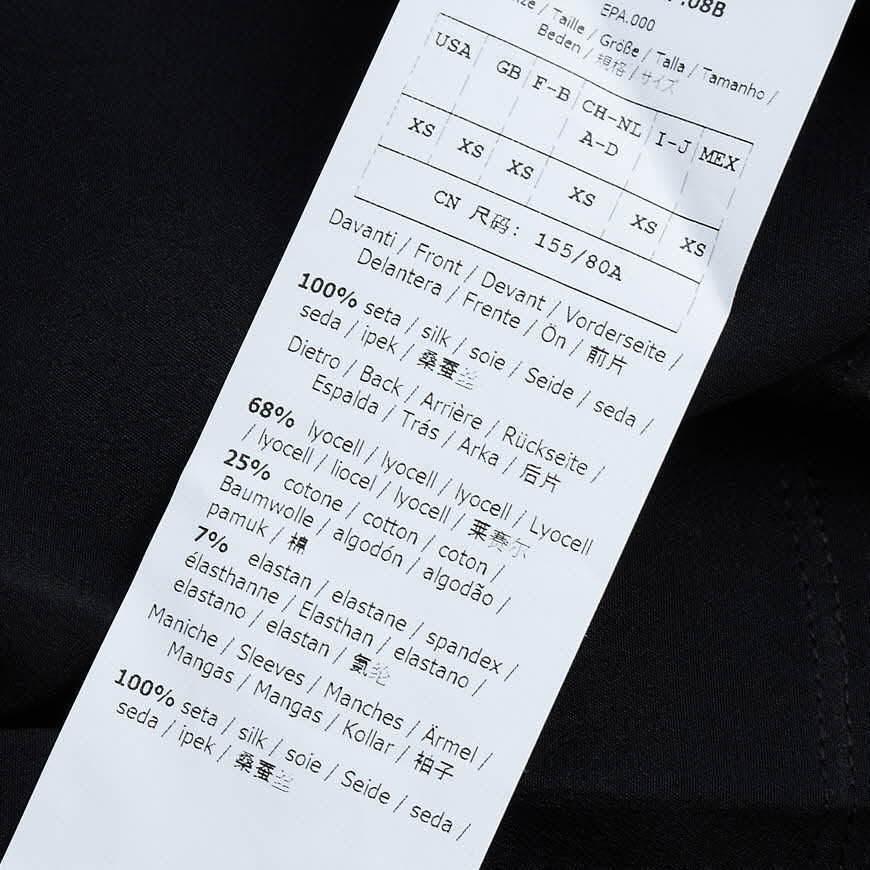 .08B
EPA.000
/ Taille / Größe / Talla / Tamanho /
Beden / 規格 / サイズ
USA GB F-B CH-NL A-D I-J MEX
XS XS XS XS XS XS
CN 尺码: 155/80A
Davanti / Front / Devant / Vorderseite /
Delantera / Frente / Ön / 前片
100% seta / silk / soie / Seide / seda /
seda / ipek / 桑蚕丝
Dietro / Back / Arrière / Rückseite /
Espalda / Trás / Arka / 后片
68% lyocell / lyocell / lyocell / Lyocell
/ lyocell / liocel / lyocell / 莱赛尔
25% cotone / cotton / coton /
Baumwolle / algodón / algodão /
pamuk / 棉
7% elastan / elastane / spandex /
élasthanne / Elasthan / elastano /
elastano / elastan / 氨纶
Maniche / Sleeves / Manches / Ärmel /
Mangas / Mangas / Kollar / 袖子
100% seta / silk / soie / Seide / seda /
seda / ipek / 桑蚕丝